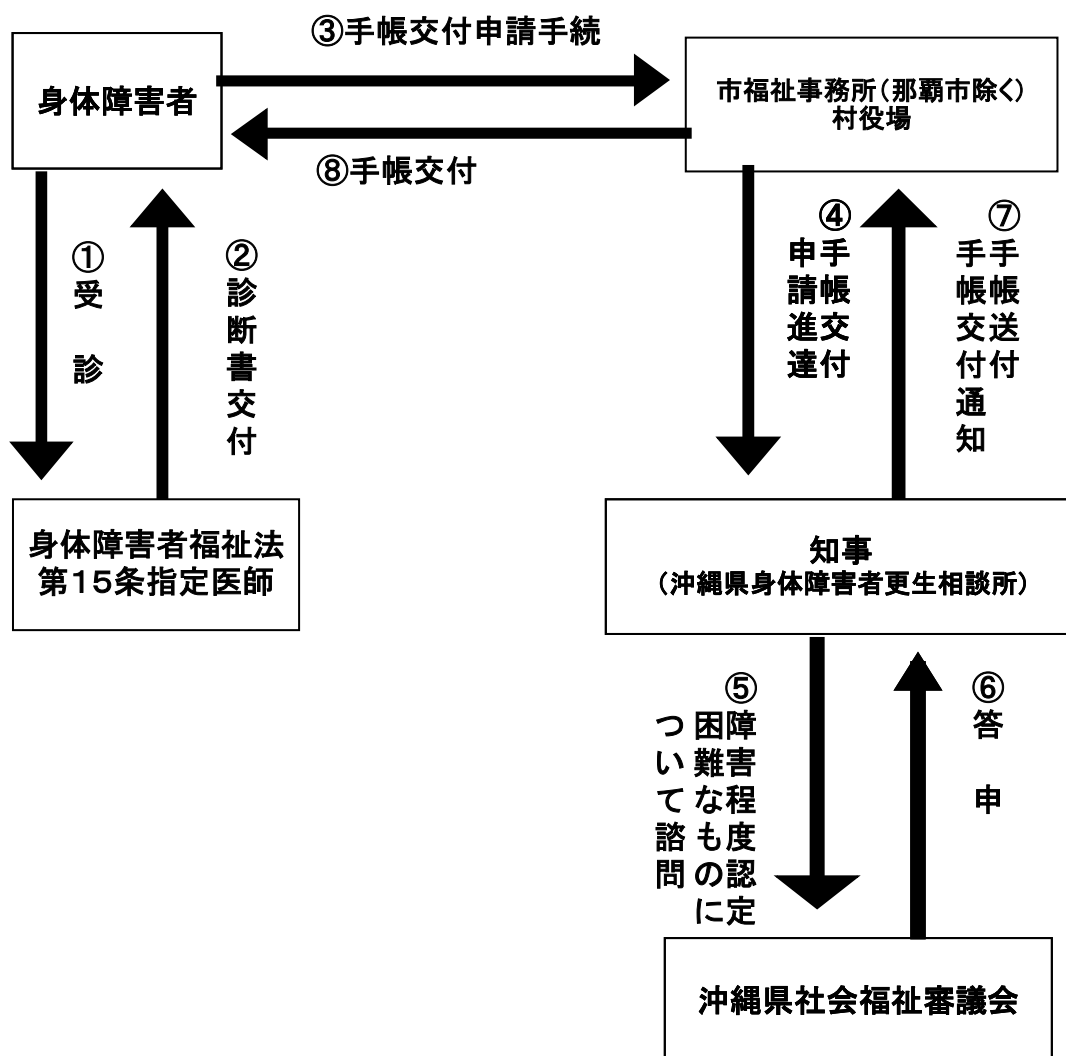 ③手帳交付申請手続
身体障害者
市福祉事務所（那覇市除く）
村役場
⑧手帳交付
①受　診
②診断書交付
④手帳交付
申請進達
⑦手帳送付
手帳交付通知
身体障害者福祉法
第１５条指定医師
知事
（沖縄県身体障害者更生相談所）
⑤障害程度認定
困難なものに
ついて諮問
⑥答　申
沖縄県社会福祉審議会